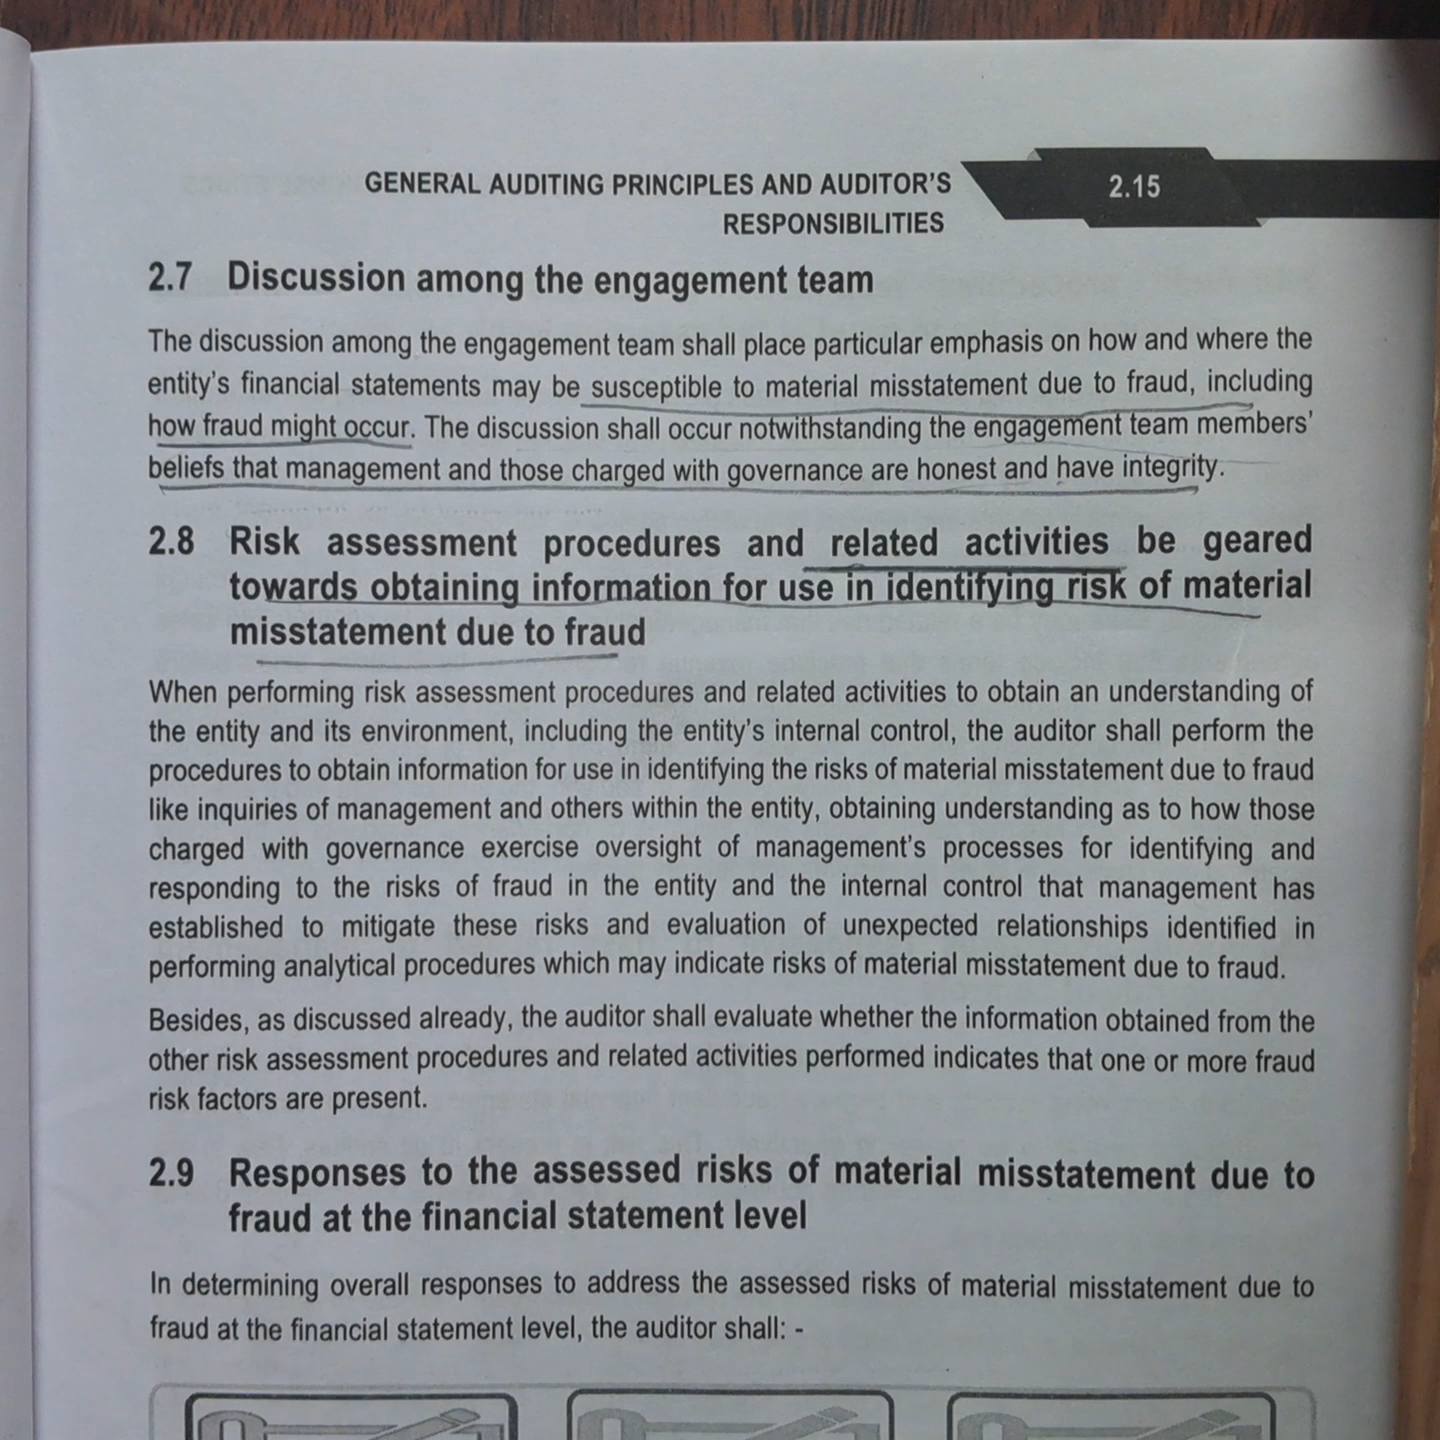 GENERAL AUDITING PRINCIPLES AND AUDITOR'S
RESPONSIBILITIES
2.15
2.7 Discussion among the engagement team
The discussion among the engagement team shall place particular emphasis on how and where the
entity's financial statements may be susceptible to material misstatement due to fraud, including
how fraud might occur. The discussion shall occur notwithstanding the engagement team members'
beliefs that management and those charged with governance are honest and have integrity.
2.8 Risk assessment procedures and related activities be geared
towards obtaining information for use in identifying risk of material
misstatement due to fraud
When performing risk assessment procedures and related activities to obtain an understanding of
the entity and its environment, including the entity's internal control, the auditor shall perform the
procedures to obtain information for use in identifying the risks of material misstatement due to fraud
like inquiries of management and others within the entity, obtaining understanding as to how those
charged with governance exercise oversight of management's processes for identifying and
responding to the risks of fraud in the entity and the internal control that management has
established to mitigate these risks and evaluation of unexpected relationships identified in
performing analytical procedures which may indicate risks of material misstatement due to fraud.
Besides, as discussed already, the auditor shall evaluate whether the information obtained from the
other risk assessment procedures and related activities performed indicates that one or more fraud
risk factors are present.
2.9 Responses to the assessed risks of material misstatement due to
fraud at the financial statement level
In determining overall responses to address the assessed risks of material misstatement due to
fraud at the financial statement level, the auditor shall: -